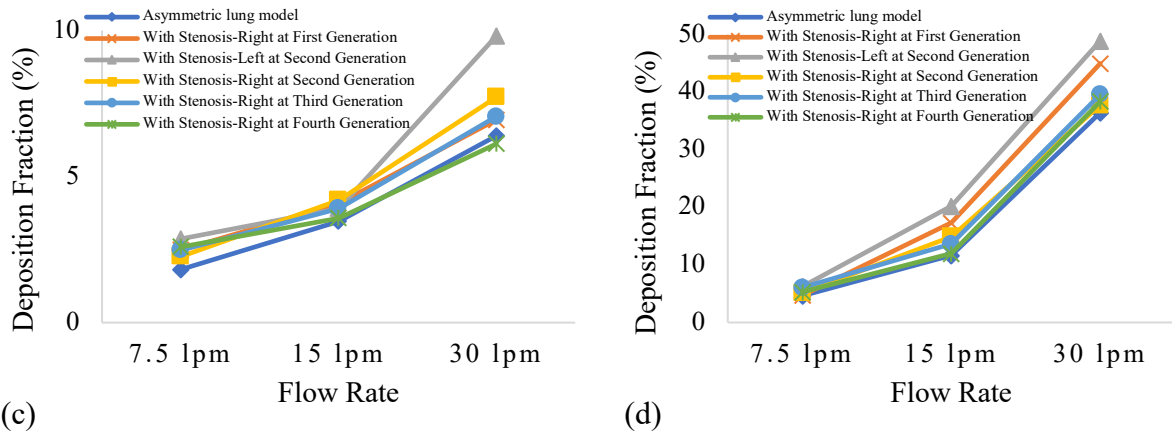 10
5
0
Deposition Fraction (%)
Asymmetric lung model
With Stenosis-Right at First Generation
With Stenosis-Left at Second Generation
With Stenosis-Right at Second Generation
With Stenosis-Right at Third Generation
With Stenosis-Right at Fourth Generation
7.5 lpm 15 lpm 30 lpm
Flow Rate
(c)
50
40
30
20
10
0
Deposition Fraction (%)
Asymmetric lung model
With Stenosis-Right at First Generation
With Stenosis-Left at Second Generation
With Stenosis-Right at Second Generation
With Stenosis-Right at Third Generation
With Stenosis-Right at Fourth Generation
7.5 lpm 15 lpm 30 lpm
Flow Rate
(d)